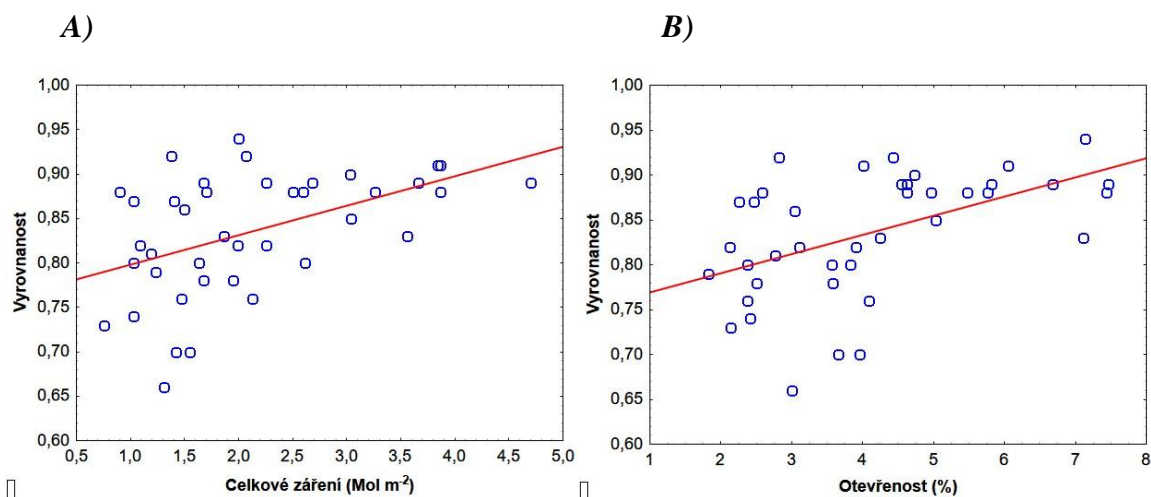 A)
B)
1,00
0,95
0,90
0,85
0,80
0,75
0,70
0,65
0,60
Vyrovnanost
0,5 1,0 1,5 2,0 2,5 3,0 3,5 4,0 4,5 5,0
Celkové záření (Mol m⁻²)
1,00
0,95
0,90
0,85
0,80
0,75
0,70
0,65
0,60
Vyrovnanost
1 2 3 4 5 6 7 8
Otevřenost (%)